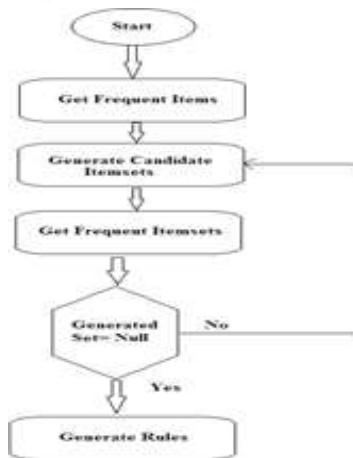 Start
Get Frequent Items
Generate Candidate
Itemsets
Get Frequent Itemsets
Generated
Set= Null
No
Yes
Generate Rules